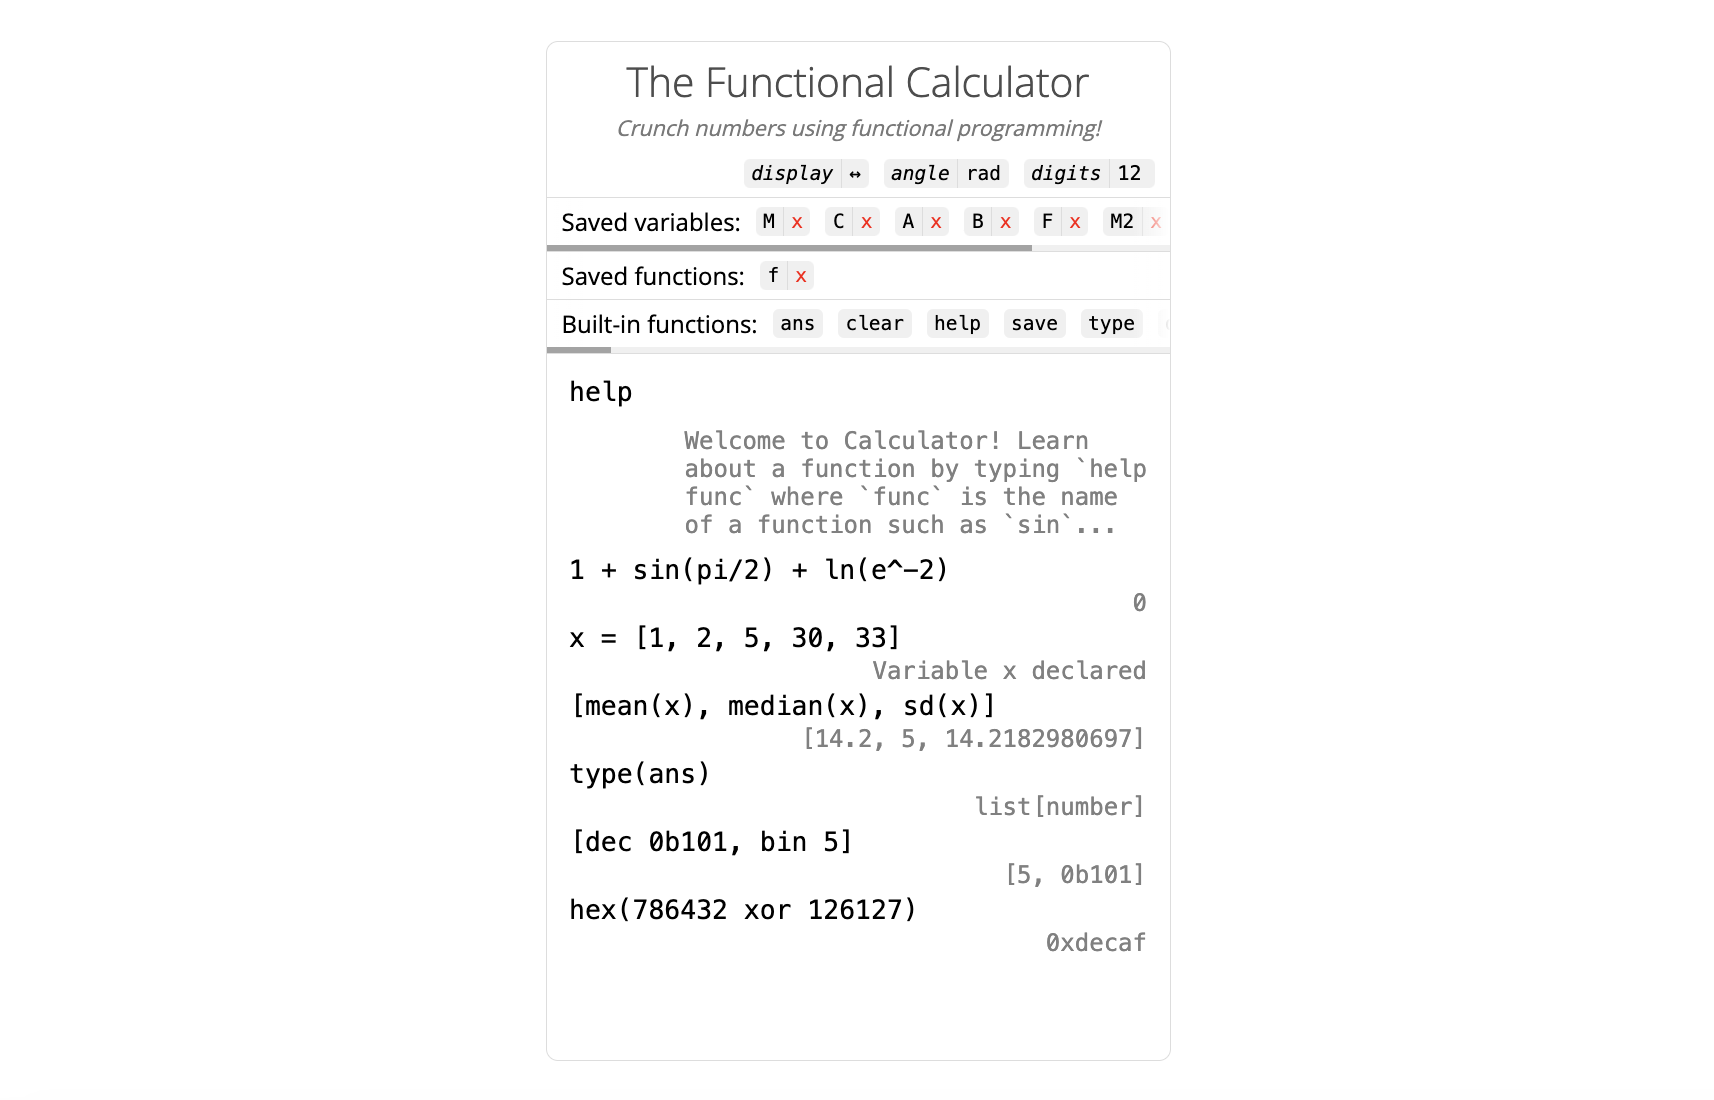 The Functional Calculator
Crunch numbers using functional programming!
display ↔ angle rad digits 12
Saved variables: M x C x A x B x F x M2 x
Saved functions: f x
Built-in functions: ans clear help save type
help
Welcome to Calculator! Learn
about a function by typing `help
func` where `func` is the name
of a function such as `sin`...
1 + sin(pi/2) + ln(e^−2)
0
x = [1, 2, 5, 30, 33]
Variable x declared
[mean(x), median(x), sd(x)]
[14.2, 5, 14.2182980697]
type(ans)
list[number]
[dec 0b101, bin 5]
[5, 0b101]
hex(786432 xor 126127)
0xdecaf